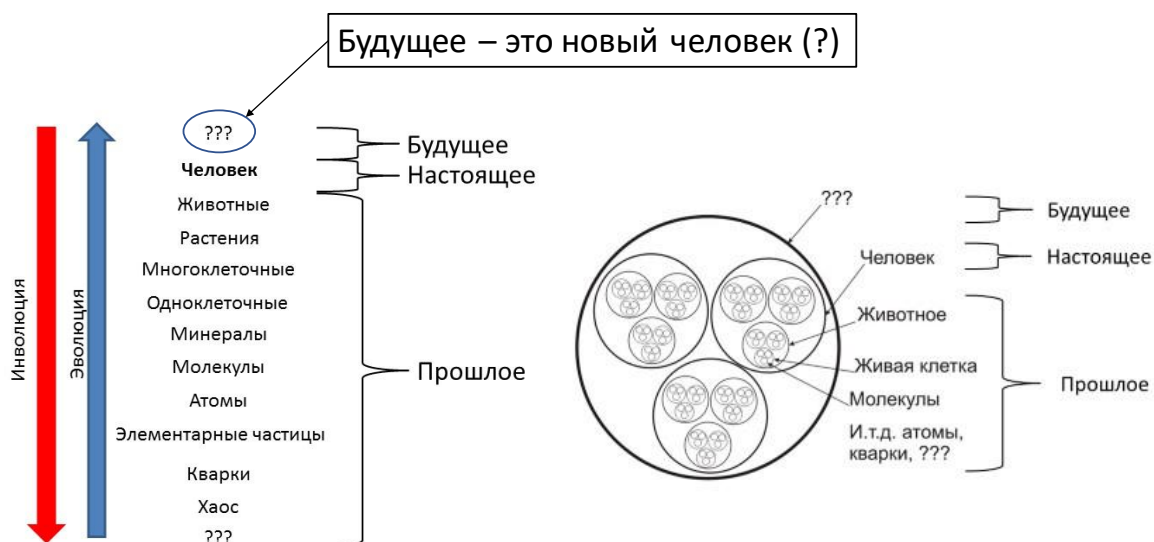 Будущее – это новый человек (?)
Инволюция
Эволюция
???
Человек
Животные
Растения
Многоклеточные
Одноклеточные
Минералы
Молекулы
Атомы
Элементарные частицы
Кварки
Хаос
???
Будущее
Настоящее
Прошлое
???
Человек
Животное
Живая клетка
Молекулы
И.т.д. атомы,
кварки, ???
Будущее
Настоящее
Прошлое